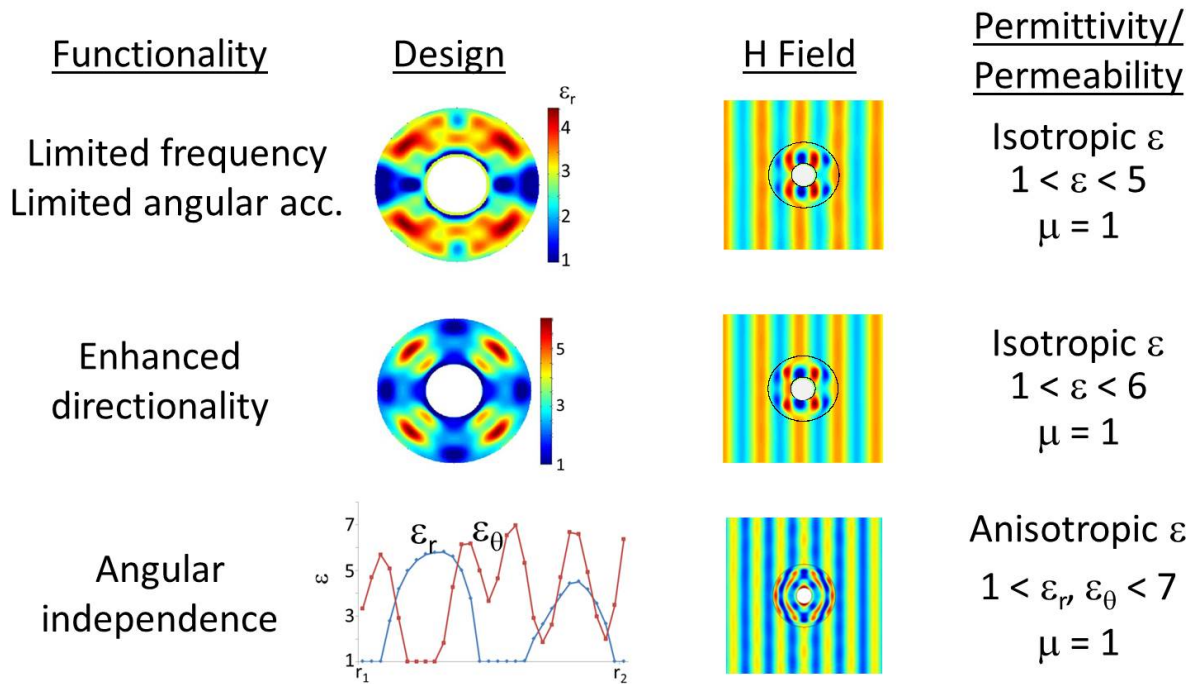 Functionality
Design
H Field
Permittivity/
Permeability
Limited frequency
Limited angular acc.
εr
4
3
2
1
Isotropic ε
1 < ε < 5
μ = 1
Enhanced
directionality
5
3
1
Isotropic ε
1 < ε < 6
μ = 1
Angular
independence
ε
7
5
3
1
r1
r2
εr
εθ
Anisotropic ε
1 < εr, εθ < 7
μ = 1